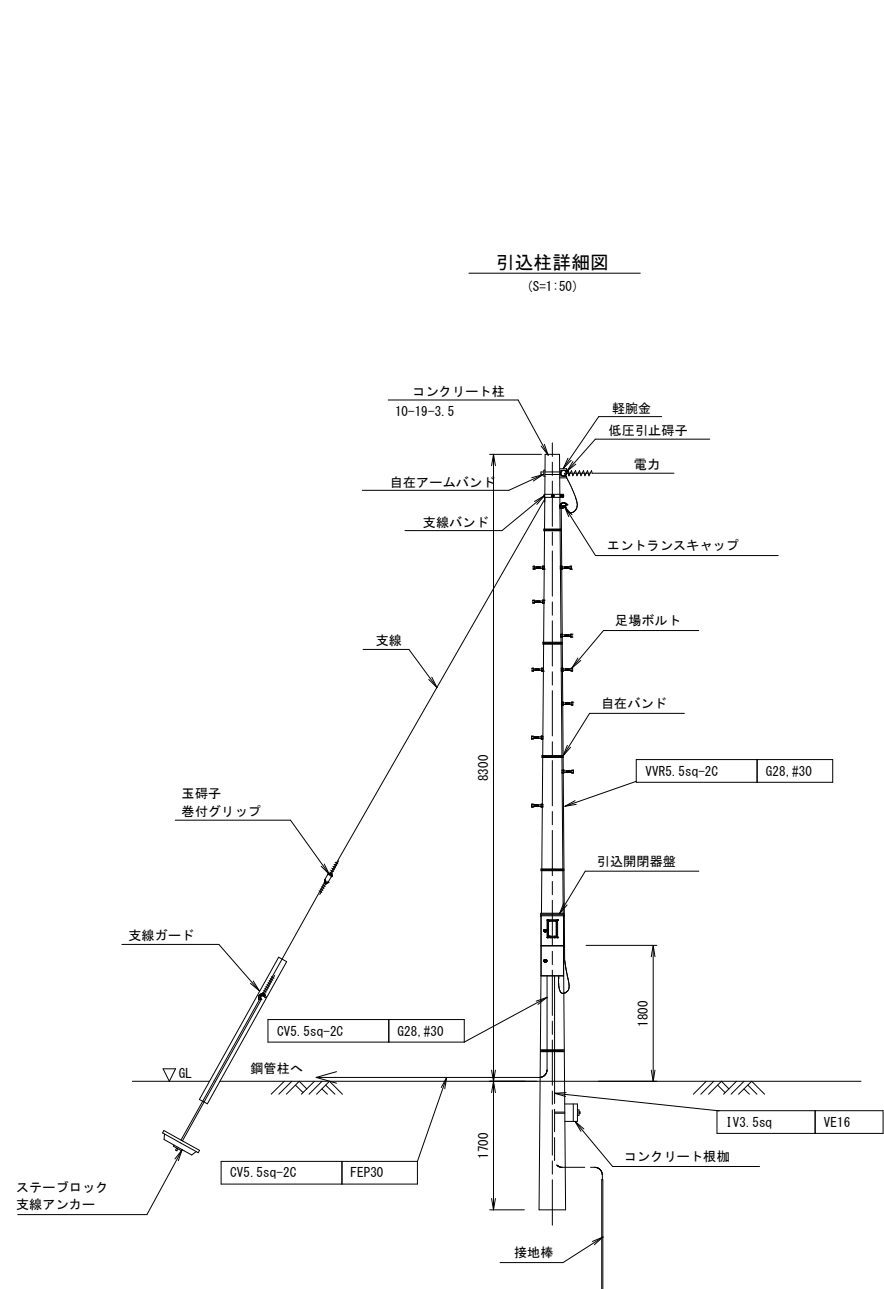 引込柱詳細図
(S=1:50)
コンクリート柱
10-19-3.5
軽腕金
低圧引止碍子
電力
自在アームバンド
支線バンド
エントランスキャップ
足場ボルト
支線
自在バンド
8300
VVR5.5sq-2C G28,#30
玉碍子
巻付グリップ
引込開閉器盤
支線ガード
1800
CV5.5sq-2C G28,#30
鋼管柱へ
GL
IV3.5sq VE16
1700
コンクリート根枷
CV5.5sq-2C FEP30
ステーブロック
支線アンカー
接地棒